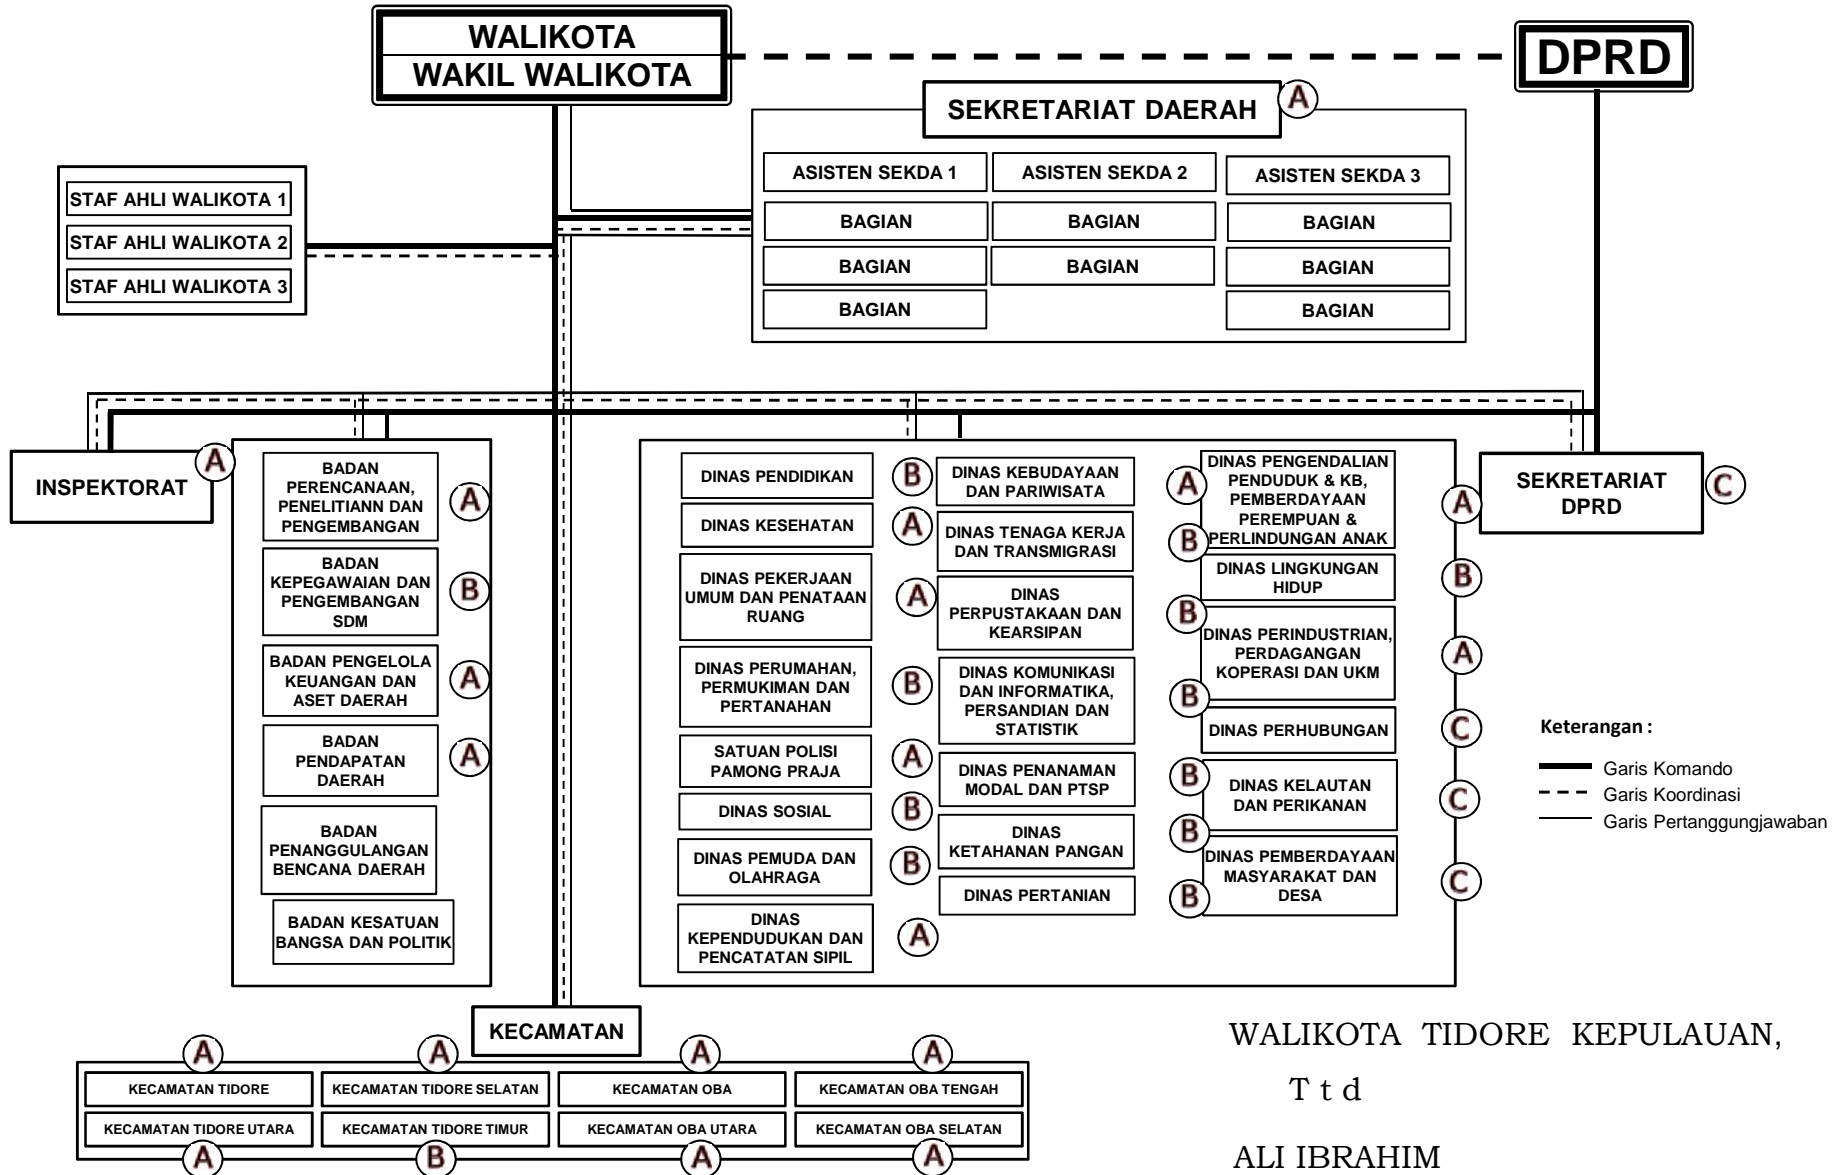 WALIKOTA
WAKIL WALIKOTA
DPRD
SEKRETARIAT DAERAH
A
STAF AHLI WALIKOTA 1
STAF AHLI WALIKOTA 2
STAF AHLI WALIKOTA 3
ASISTEN SEKDA 1
BAGIAN
BAGIAN
BAGIAN
ASISTEN SEKDA 2
BAGIAN
BAGIAN
ASISTEN SEKDA 3
BAGIAN
BAGIAN
BAGIAN
INSPEKTORAT
A
BADAN
PERENCANAAN,
PENELITIANN DAN
PENGEMBANGAN
A
BADAN
KEPEGAWAIAN DAN
PENGEMBANGAN
SDM
B
BADAN PENGELOLA
KEUANGAN DAN
ASET DAERAH
A
BADAN
PENDAPATAN
DAERAH
A
BADAN
PENANGGULANGAN
BENCANA DAERAH
BADAN KESATUAN
BANGSA DAN POLITIK
DINAS PENDIDIKAN
B
DINAS KESEHATAN
A
DINAS PEKERJAAN
UMUM DAN PENATAAN
RUANG
A
DINAS PERUMAHAN,
PERMUKIMAN DAN
PERTANAHAN
B
SATUAN POLISI
PAMONG PRAJA
A
DINAS SOSIAL
B
DINAS PEMUDA DAN
OLAHRAGA
B
DINAS
KEPENDUDUKAN DAN
PENCATATAN SIPIL
A
DINAS KEBUDAYAAN
DAN PARIWISATA
A
DINAS TENAGA KERJA
DAN TRANSMIGRASI
B
DINAS
PERPUSTAKAAN DAN
KEARSIPAN
B
DINAS KOMUNIKASI
DAN INFORMATIKA,
PERSANDIAN DAN
STATISTIK
B
DINAS PENANAMAN
MODAL DAN PTSP
B
DINAS
KETAHANAN PANGAN
B
DINAS PERTANIAN
B
DINAS PENGENDALIAN
PENDUDUK & KB,
PEMBERDAYAAN
PEREMPUAN &
PERLINDUNGAN ANAK
A
DINAS LINGKUNGAN
HIDUP
B
DINAS PERINDUSTRIAN,
PERDAGANGAN
KOPERASI DAN UKM
A
DINAS PERHUBUNGAN
C
DINAS KELAUTAN
DAN PERIKANAN
C
DINAS PEMBERDAYAAN
MASYARAKAT DAN
DESA
C
SEKRETARIAT
DPRD
C
Keterangan :
Garis Komando
Garis Koordinasi
Garis Pertanggungjawaban
KECAMATAN
A
A
A
A
KECAMATAN TIDORE
KECAMATAN TIDORE SELATAN
KECAMATAN OBA
KECAMATAN OBA TENGAH
KECAMATAN TIDORE UTARA
KECAMATAN TIDORE TIMUR
KECAMATAN OBA UTARA
KECAMATAN OBA SELATAN
A
B
A
A
WALIKOTA TIDORE KEPULAUAN,
T t d
ALI IBRAHIM